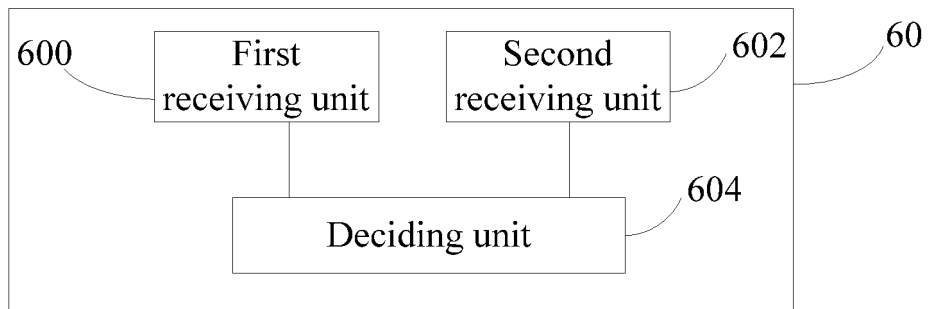 600
First
receiving unit
Second
receiving unit
602
60
604
Deciding unit